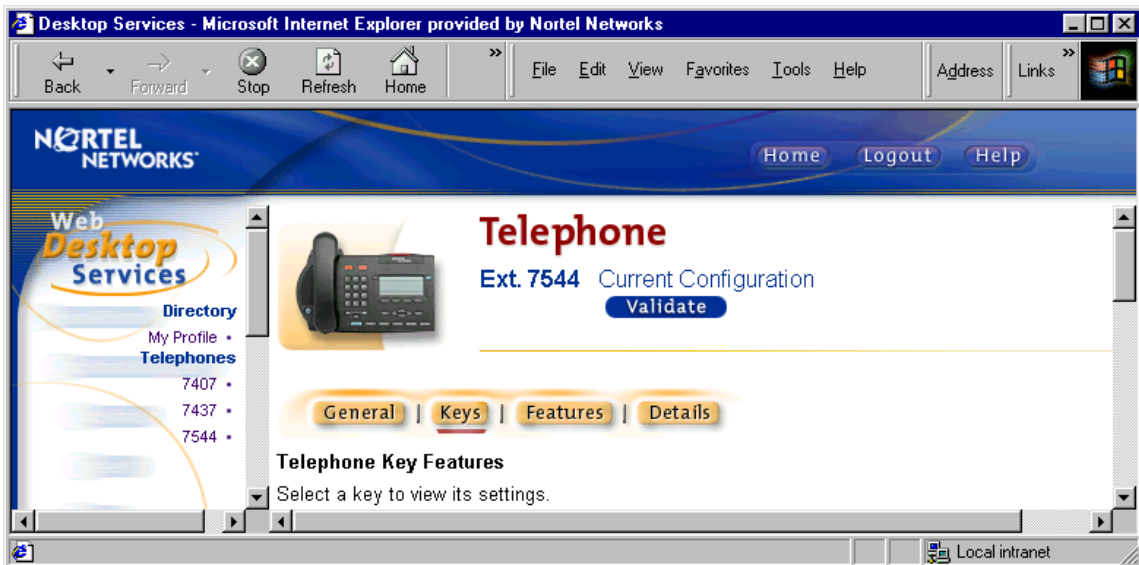 Desktop Services - Microsoft Internet Explorer provided by Nortel Networks
Back Forward Stop Refresh Home » File Edit View Favorites Tools Help Address Links »
NORTEL
NETWORKS
Home Logout Help
Web
Desktop
Services
Directory
My Profile •
Telephones
7407 •
7437 •
7544 •
Telephone
Ext. 7544 Current Configuration
Validate
General | Keys | Features | Details
Telephone Key Features
Select a key to view its settings.
Local intranet